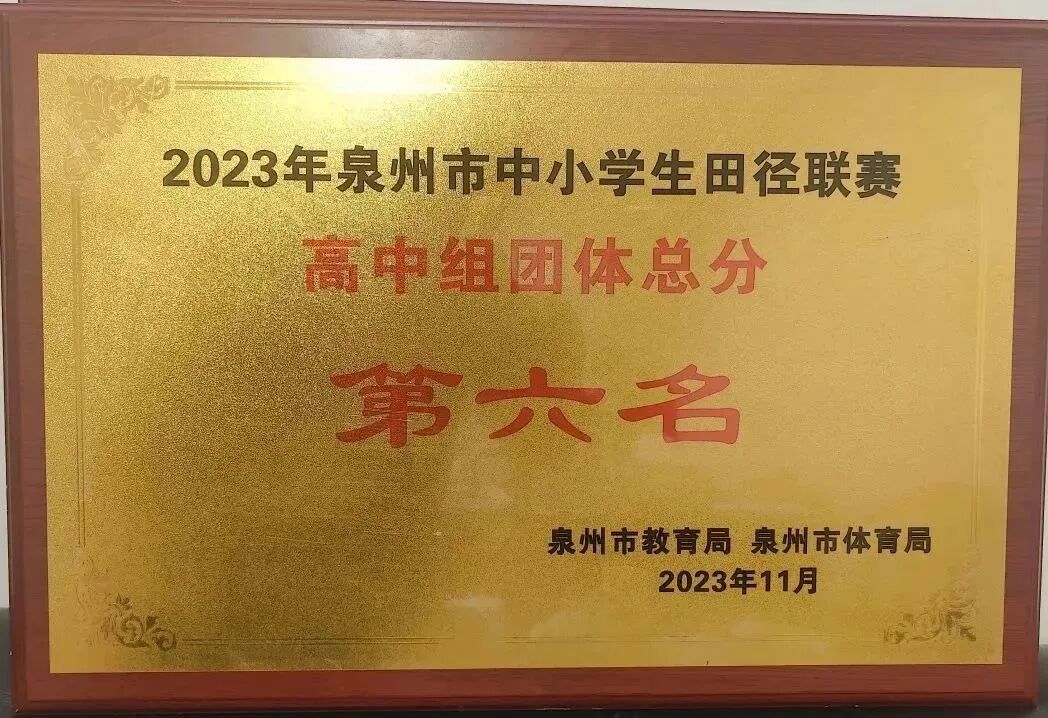 2023年泉州市中小学生田径联赛
高中组团体总分
第六名
泉州市教育局 泉州市体育局
2023年11月